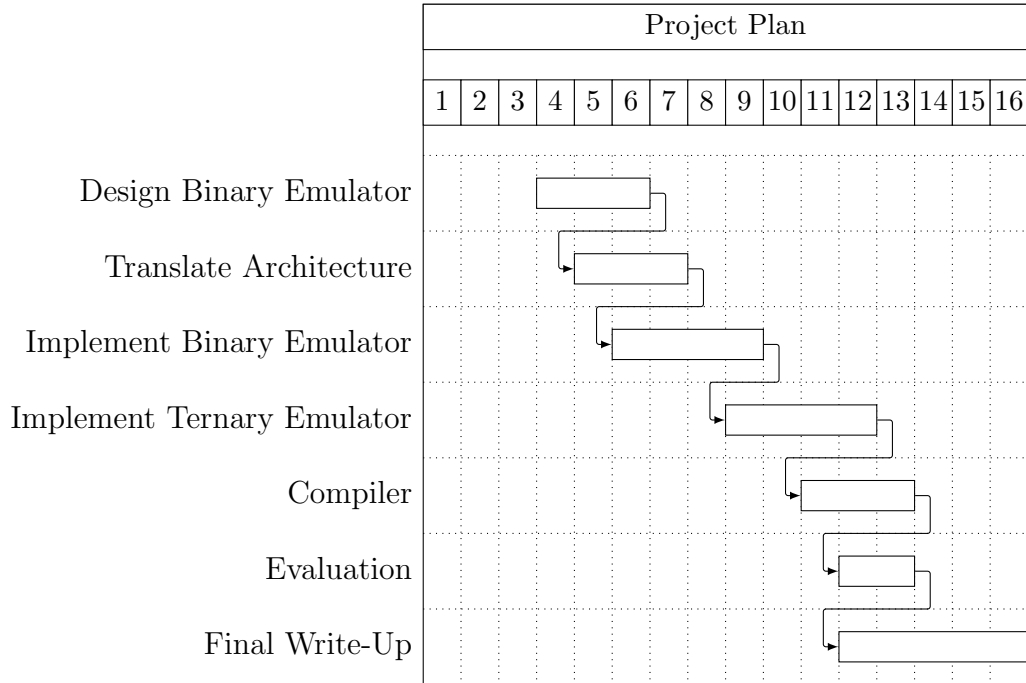 Project Plan
1 2 3 4 5 6 7 8 9 10 11 12 13 14 15 16
Design Binary Emulator
Translate Architecture
Implement Binary Emulator
Implement Ternary Emulator
Compiler
Evaluation
Final Write-Up